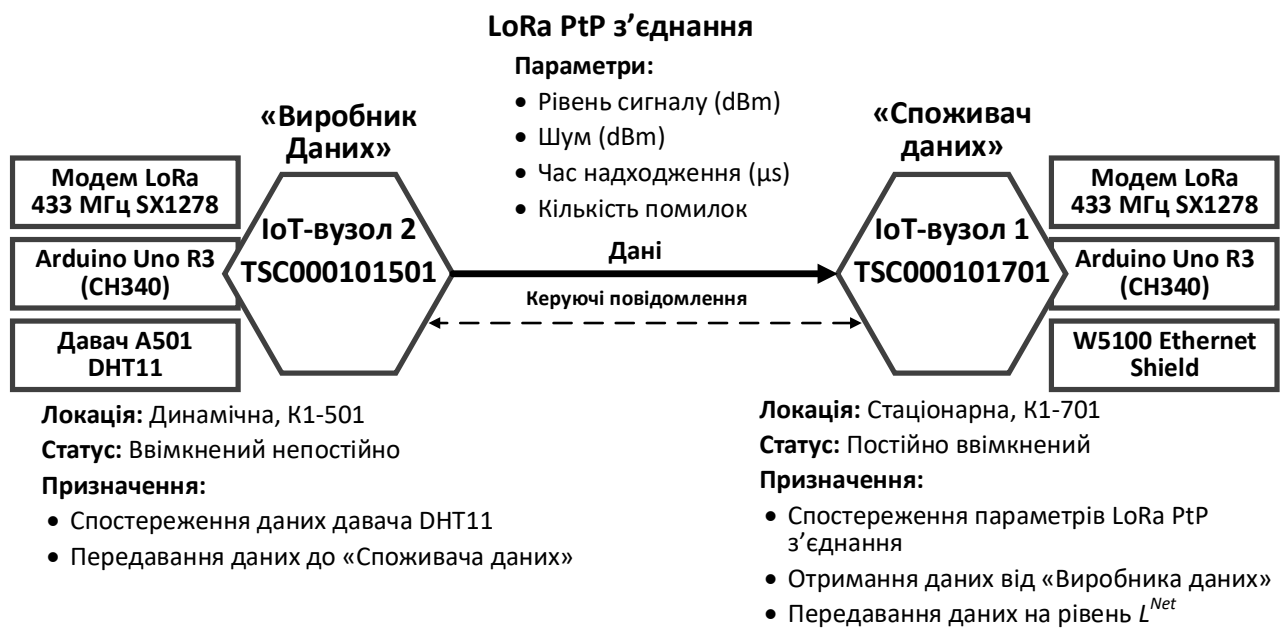 LoRa PtP з’єднання
Параметри:
• Рівень сигналу (dBm)
• Шум (dBm)
• Час надходження (µs)
• Кількість помилок
«Виробник
Даних»
Модем LoRa
433 МГц SX1278
Arduino Uno R3
(CH340)
Давач A501
DHT11
IoT-вузол 2
TSC000101501
Дані
Керуючі повідомлення
«Споживач
даних»
IoT-вузол 1
TSC000101701
Модем LoRa
433 МГц SX1278
Arduino Uno R3
(CH340)
W5100 Ethernet
Shield
Локація: Динамічна, К1-501
Статус: Ввімкнений непостійно
Призначення:
• Спостереження даних давача DHT11
• Передавання даних до «Споживача даних»
Локація: Стаціонарна, К1-701
Статус: Постійно ввімкнений
Призначення:
• Спостереження параметрів LoRa PtP
з’єднання
• Отримання даних від «Виробника даних»
• Передавання даних на рівень L^Net